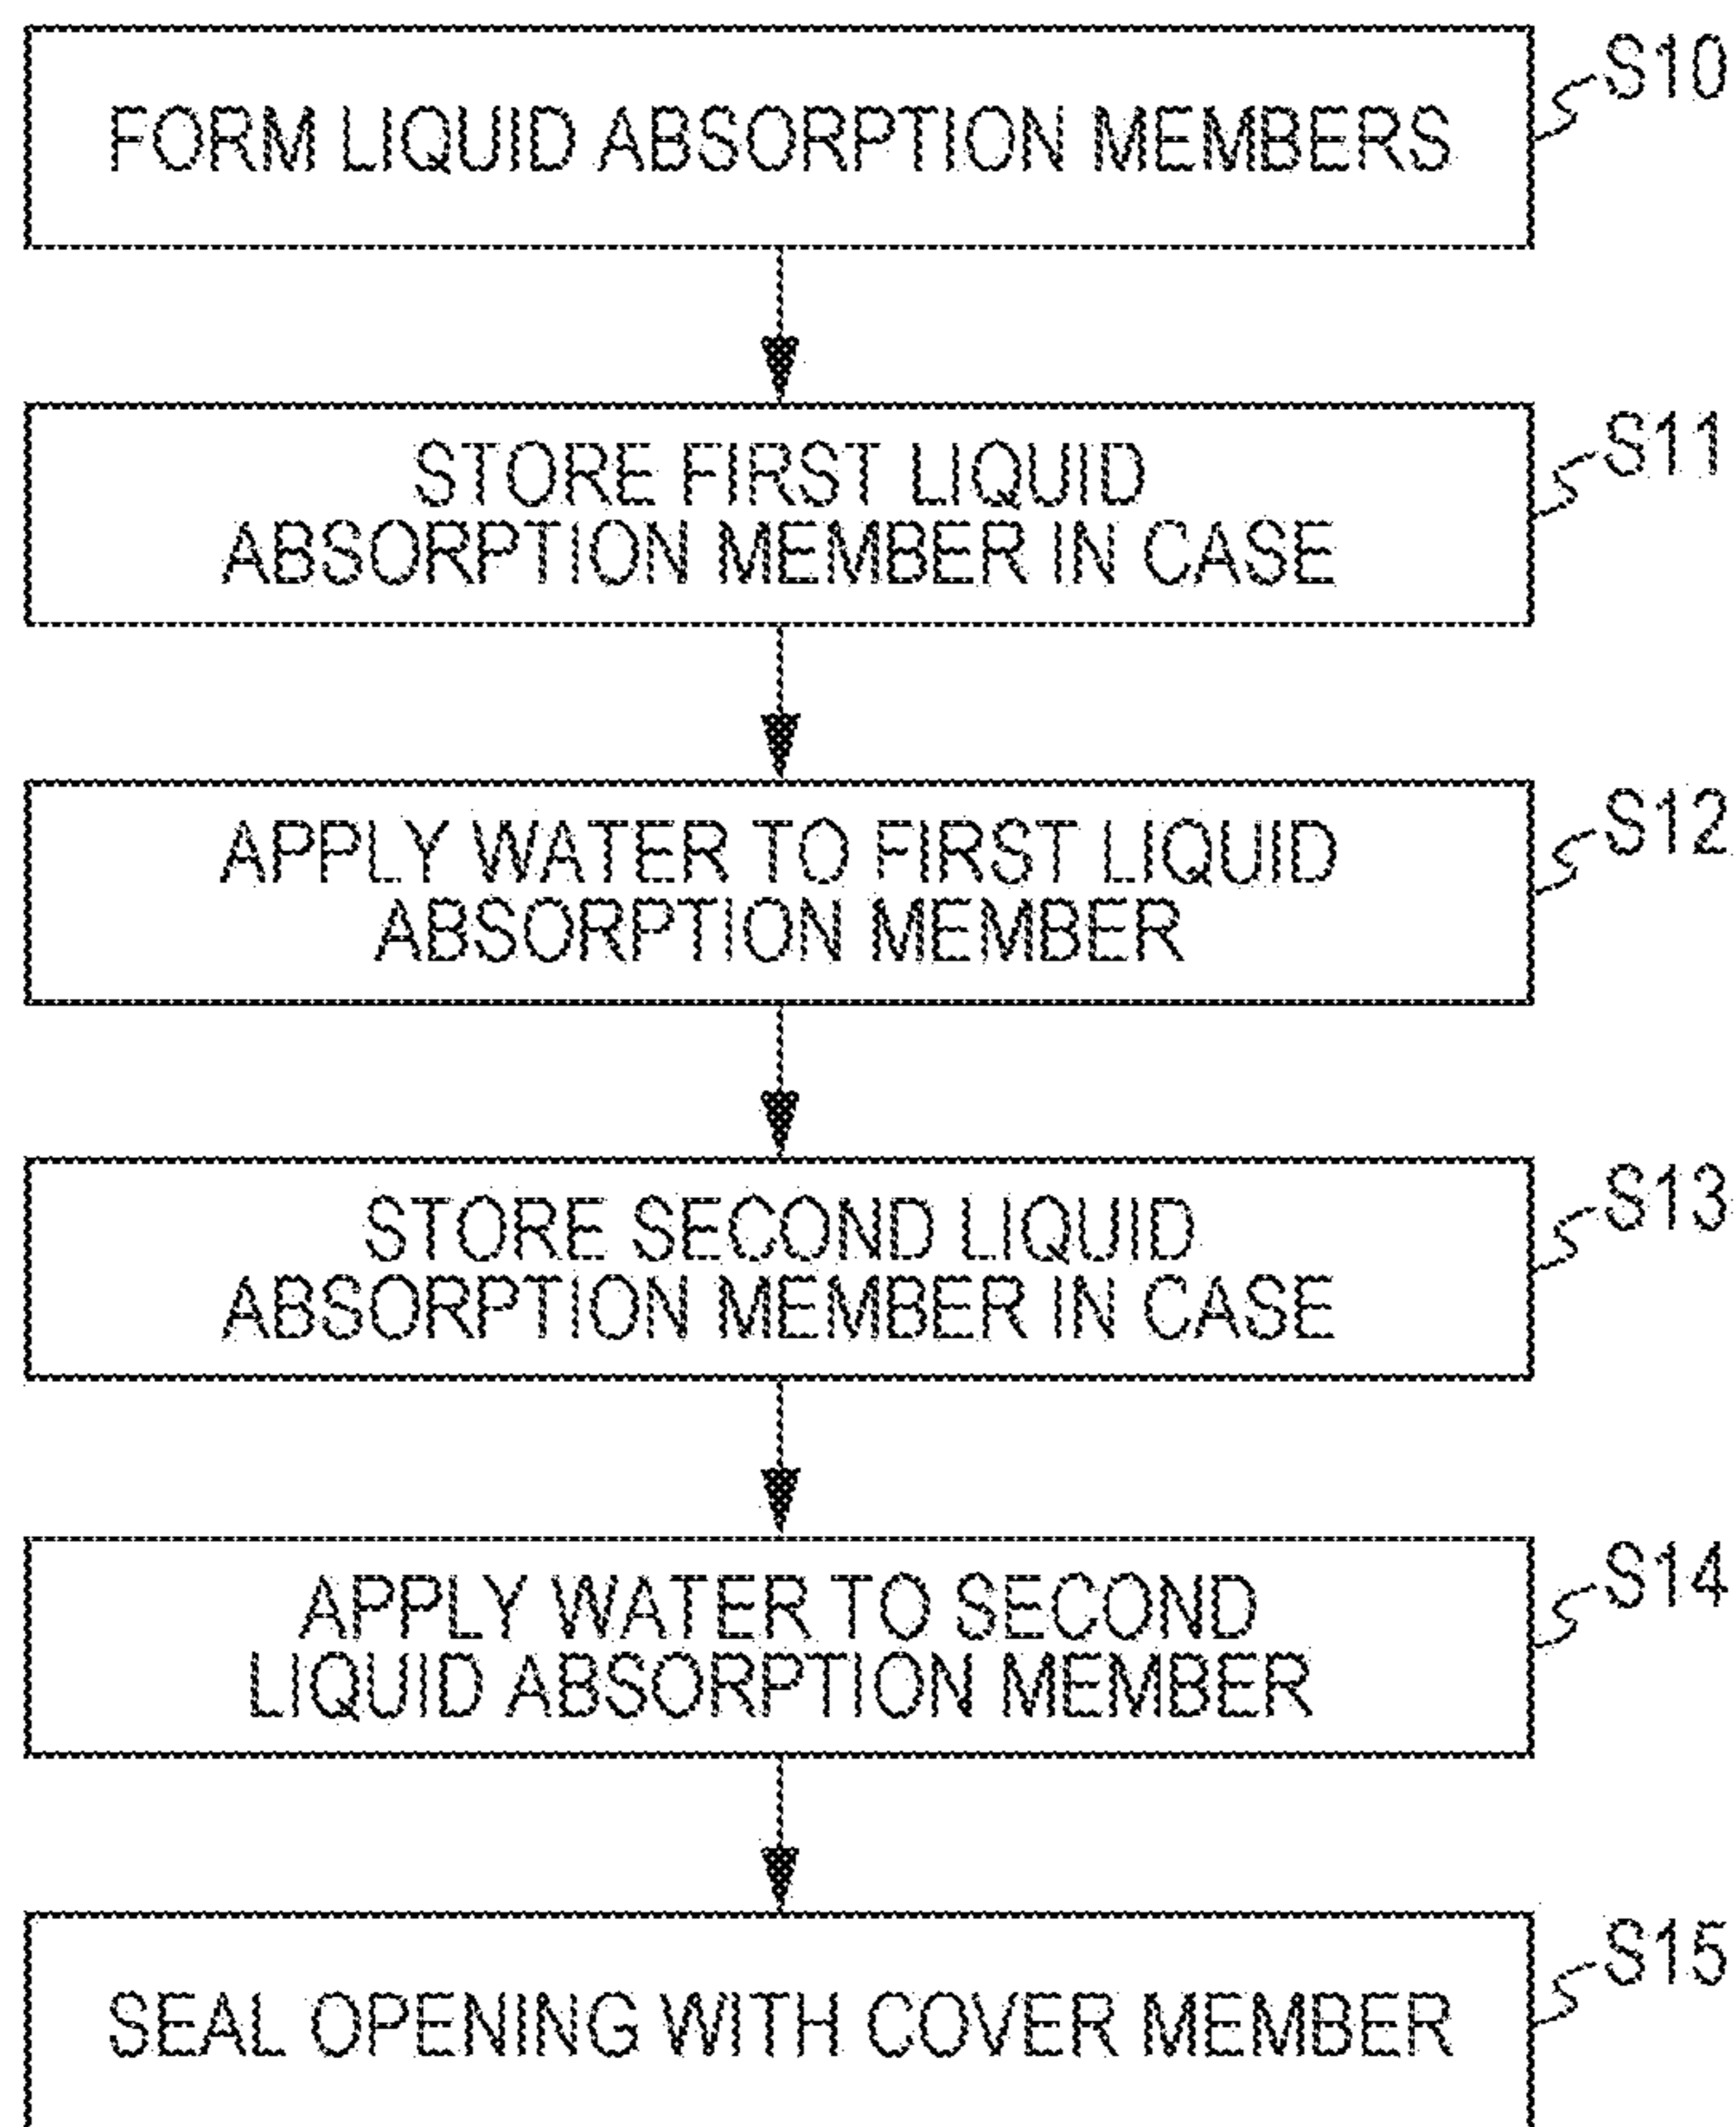 FORM LIQUID ABSORPTION MEMBERS
S10
STORE FIRST LIQUID
ABSORPTION MEMBER IN CASE
S11
APPLY WATER TO FIRST LIQUID
ABSORPTION MEMBER
S12
STORE SECOND LIQUID
ABSORPTION MEMBER IN CASE
S13
APPLY WATER TO SECOND
LIQUID ABSORPTION MEMBER
S14
SEAL OPENING WITH COVER MEMBER
S15